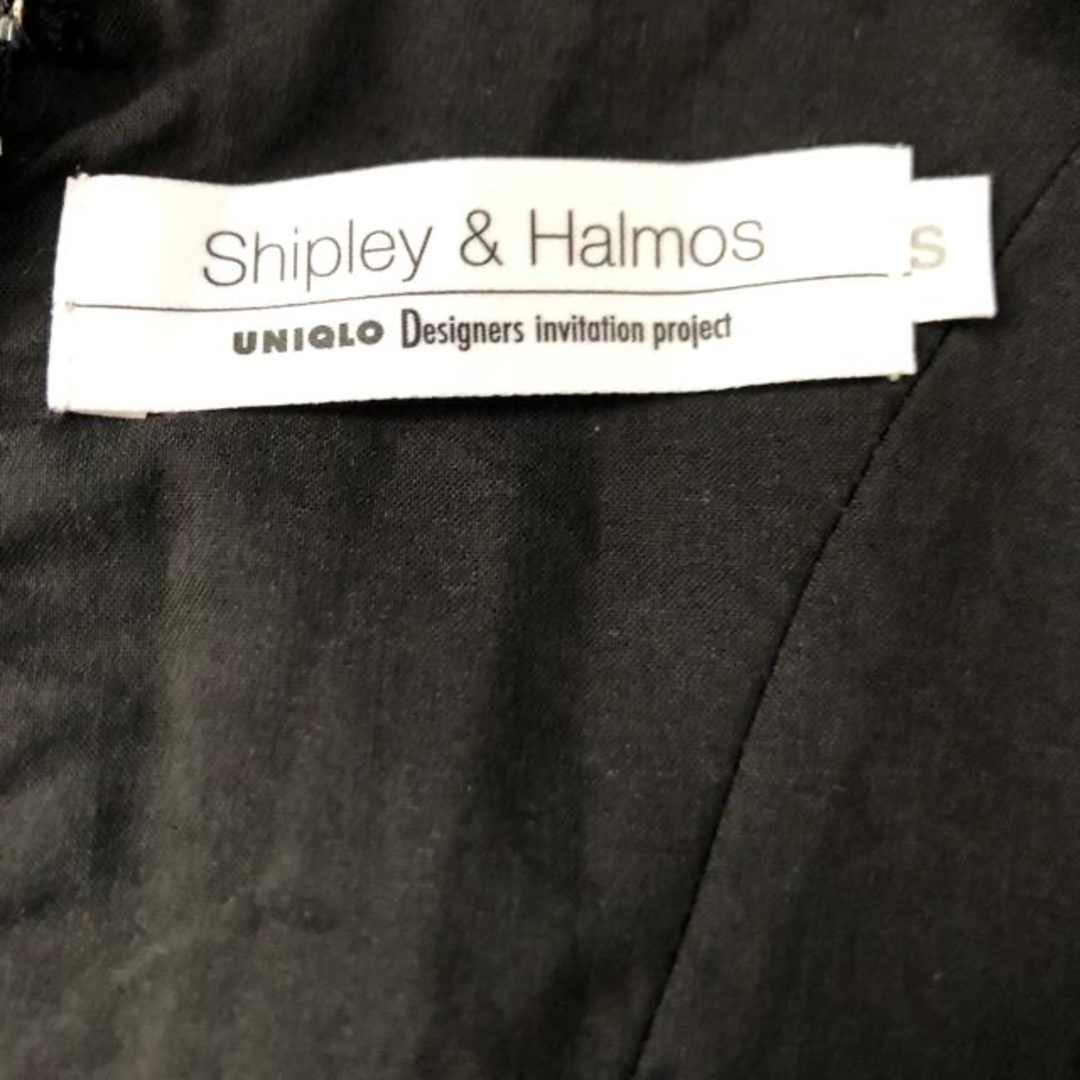 Shipley & Halmos
S
UNIQLO Designers invitation project